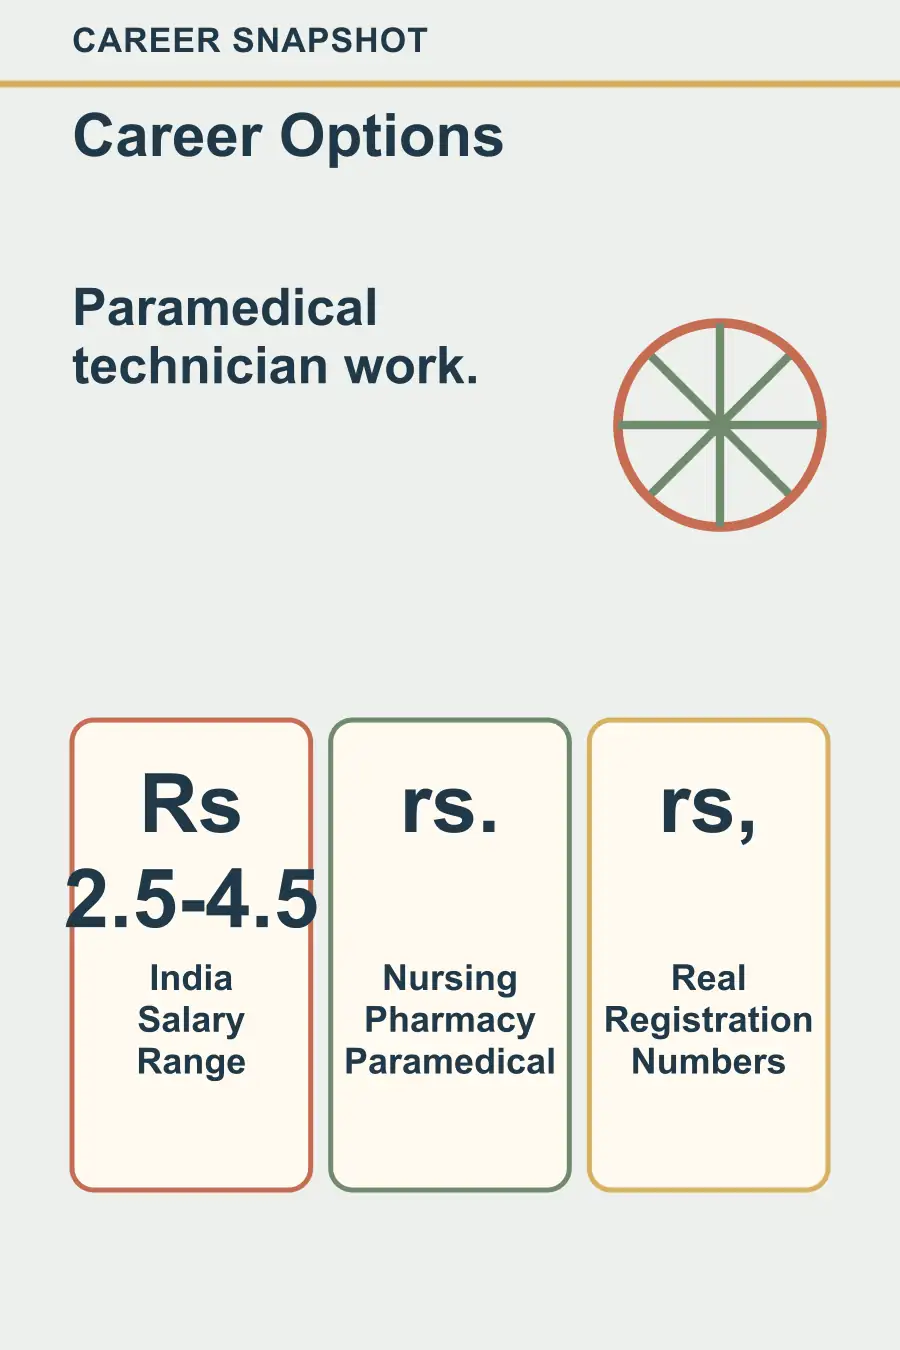 CAREER SNAPSHOT
Career Options
Paramedical
technician work.
Rs
2.5-4.5
India
Salary
Range
rs.
Nursing
Pharmacy
Paramedical
rs,
Real
Registration
Numbers